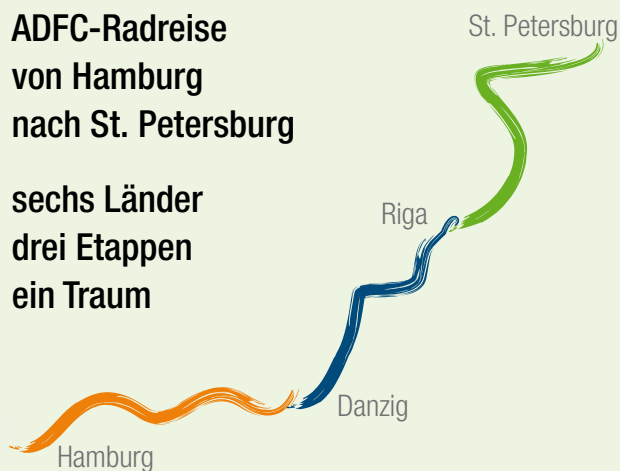 ADFC-Radreise
von Hamburg
nach St. Petersburg
sechs Länder
drei Etappen
ein Traum
St. Petersburg
Riga
Danzig
Hamburg